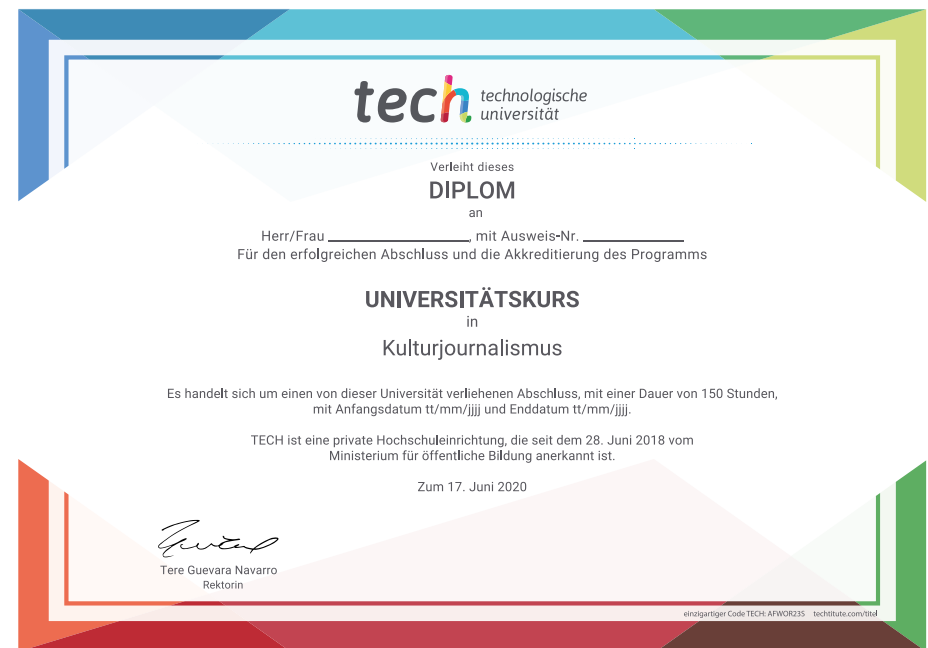 tech technologische
universität
Verleiht dieses
DIPLOM
an
Herr/Frau ____________________, mit Ausweis-Nr. ______________
Für den erfolgreichen Abschluss und die Akkreditierung des Programms
UNIVERSITÄTSKURS
in
Kulturjournalismus
Es handelt sich um einen von dieser Universität verliehenen Abschluss, mit einer Dauer von 150 Stunden,
mit Anfangsdatum tt/mm/jjjj und Enddatum tt/mm/jjjj.
TECH ist eine private Hochschuleinrichtung, die seit dem 28. Juni 2018 vom
Ministerium für öffentliche Bildung anerkannt ist.
Zum 17. Juni 2020
Tere Guevara Navarro
Rektorin
einzigartiger Code TECH: AFWOR23S techtitute.com/titel